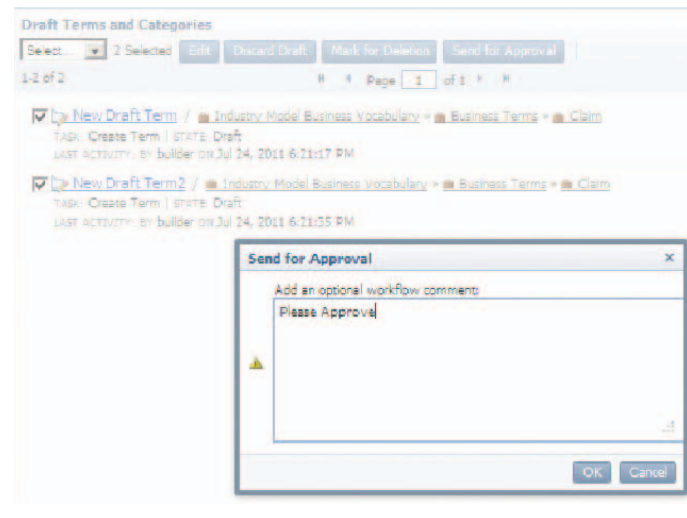 Draft Terms and Categories
Select... 2 Selected Edit Discard Draft Mark for Deletion Send for Approval
1-2 of 2 Page 1 of 1
New Draft Term / Industry Model Business Vocabulary » Business Terms » Claim
TASK: Create Term | STATE: Draft
LAST ACTIVITY: BY builder ON Jul 24, 2011 6:21:17 PM
New Draft Term2 / Industry Model Business Vocabulary » Business Terms » Claim
TASK: Create Term | STATE: Draft
LAST ACTIVITY: BY builder ON Jul 24, 2011 6:21:35 PM
Send for Approval ×
Add an optional workflow comment:
Please Approve
OK Cancel